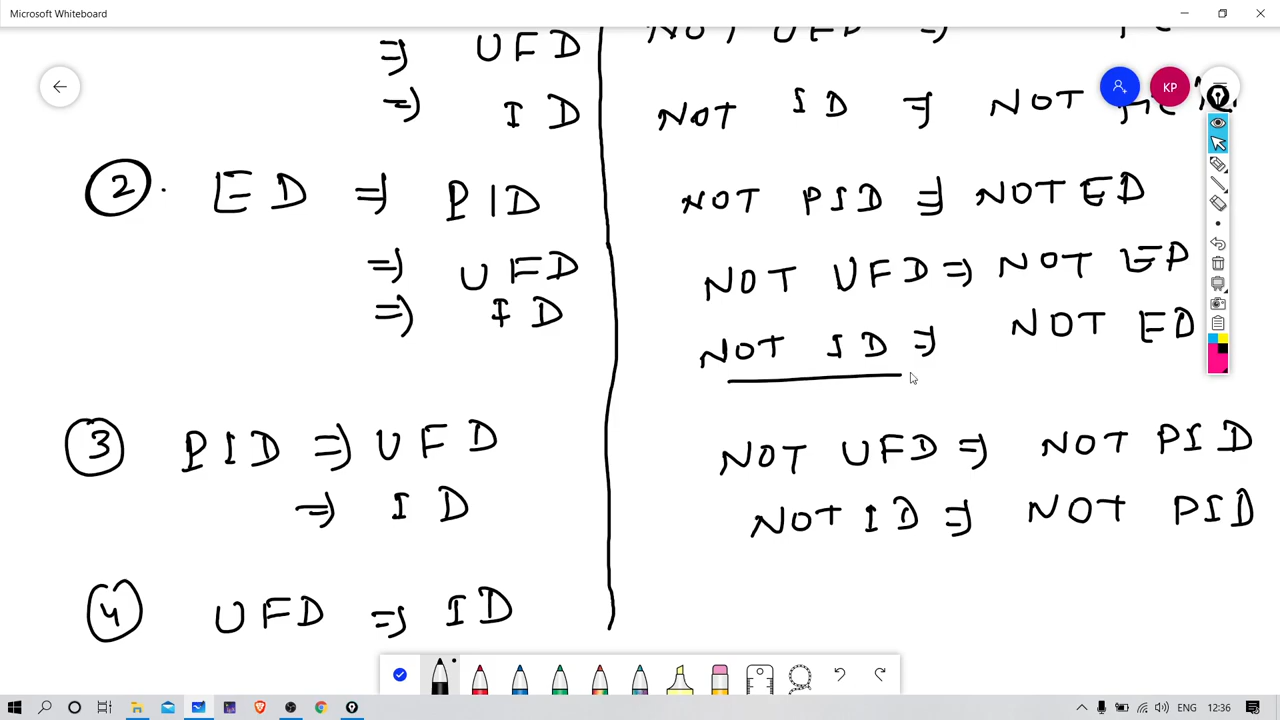 Microsoft Whiteboard
KP
⇒ UFD
NOT UFD ⇒
⇒ ID
NOT ID ⇒ NOT
② . ED ⇒ PID
NOT PID ⇒ NOT ED
⇒ UFD
NOT UFD ⇒ NOT ED
⇒ ID
NOT ID ⇒ NOT ED
③ PID ⇒ UFD
NOT UFD ⇒ NOT PID
⇒ ID
NOT ID ⇒ NOT PID
④ UFD ⇒ ID
ENG 12:36